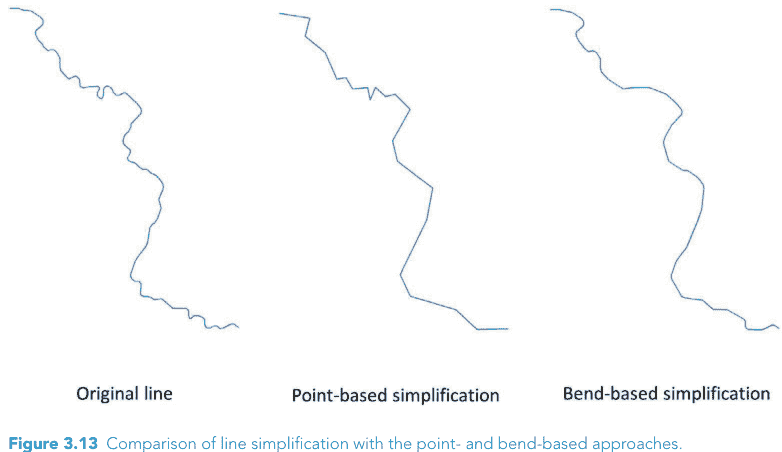 Original line
Point-based simplification
Bend-based simplification
Figure 3.13 Comparison of line simplification with the point- and bend-based approaches.